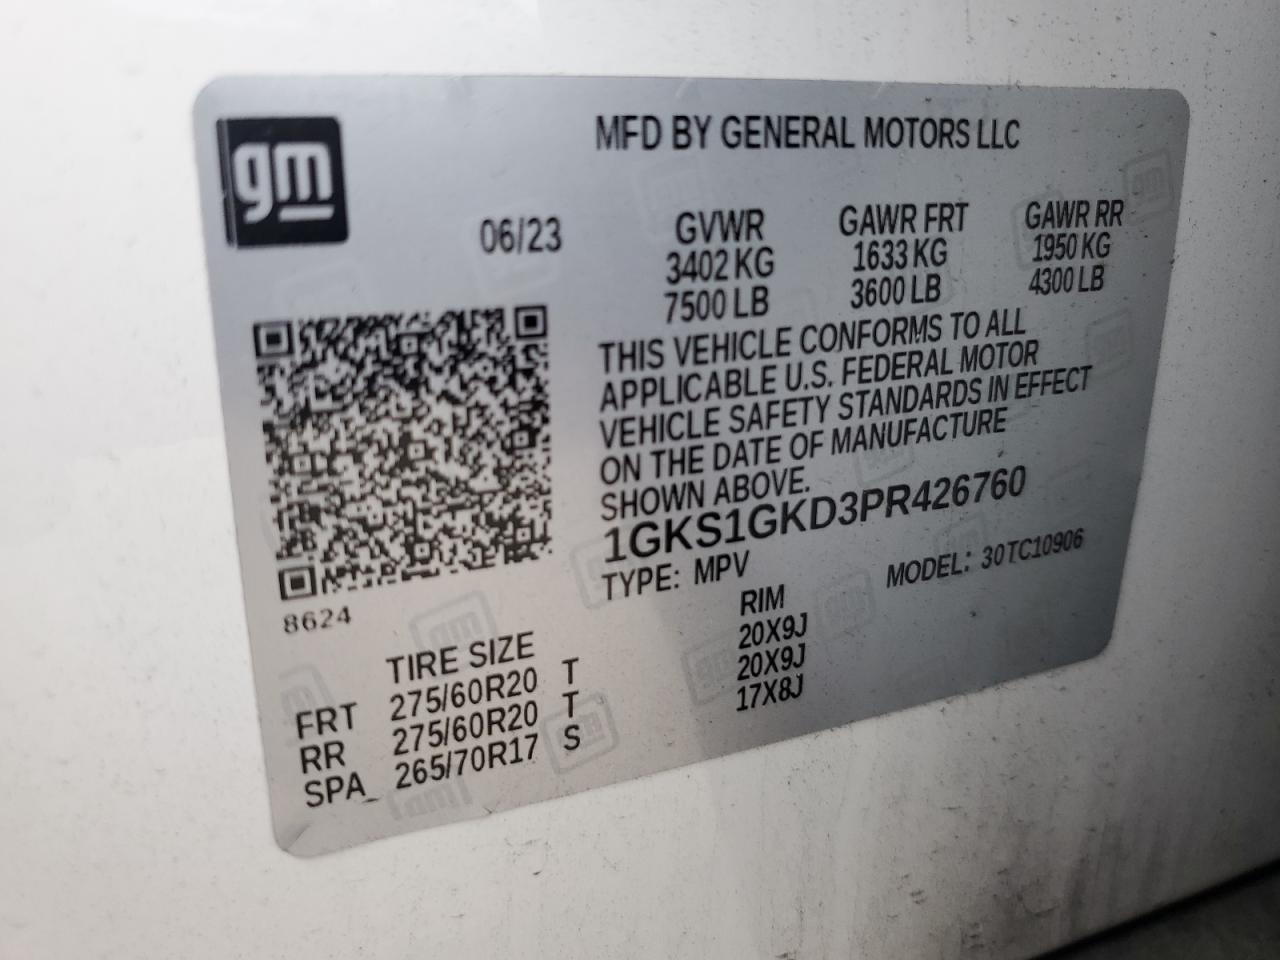 gm
MFD BY GENERAL MOTORS LLC
06/23 GVWR GAWR FRT GAWR RR
3402 KG 1633 KG 1950 KG
7500 LB 3600 LB 4300 LB
THIS VEHICLE CONFORMS TO ALL
APPLICABLE U.S. FEDERAL MOTOR
VEHICLE SAFETY STANDARDS IN EFFECT
ON THE DATE OF MANUFACTURE
SHOWN ABOVE.
1GKS1GKD3PR426760
TYPE: MPV MODEL: 30TC10906
8624
TIRE SIZE RIM
FRT 275/60R20 T 20X9J
RR 275/60R20 T 20X9J
SPA 265/70R17 S 17X8J